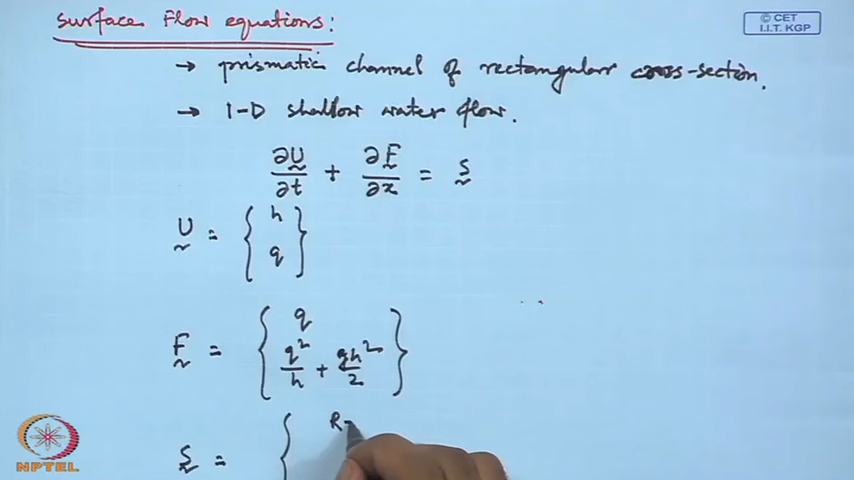 Surface Flow equations:
© CET
I.I.T. KGP
→ prismatic channel of rectangular cross-section.
→ 1-D shallow water flow.
∂U/∂t + ∂F/∂x = S
U = { h
q }
F = { q
q²/h + gh²/2 }
S = { R-
NPTEL